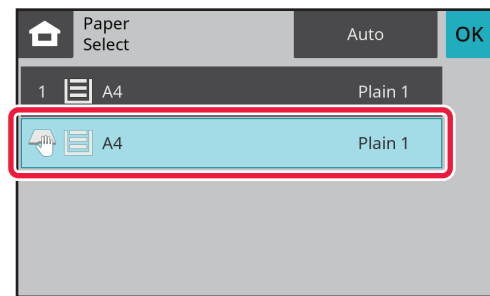 Paper
Select
Auto
OK
1 A4 Plain 1
A4 Plain 1